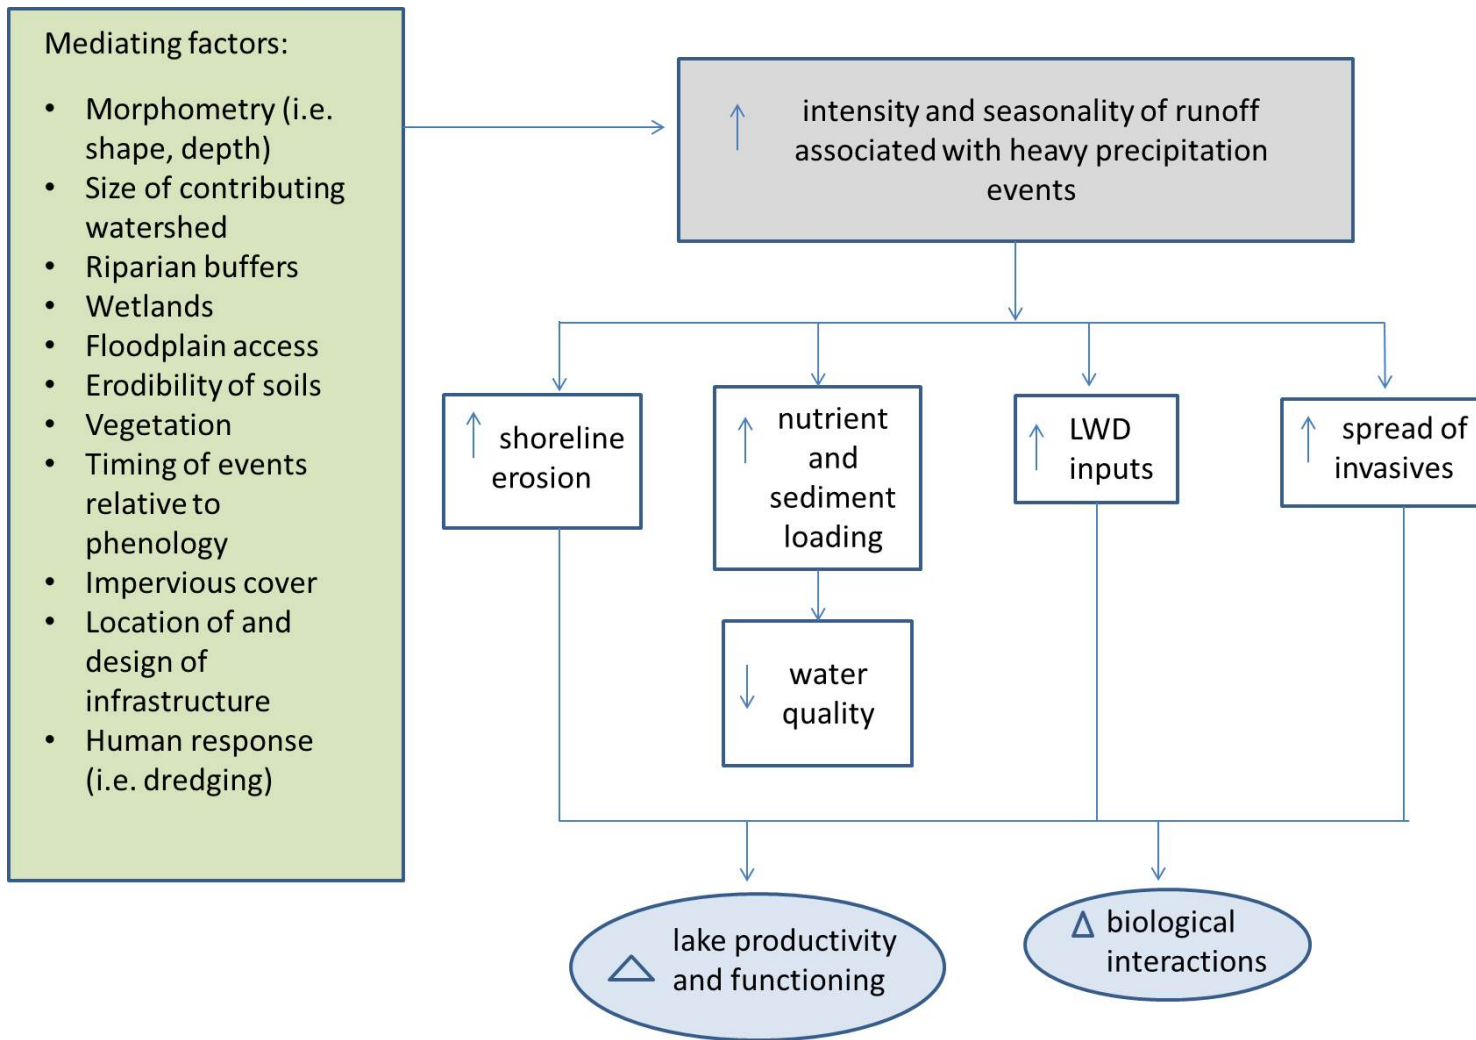 Mediating factors:
• Morphometry (i.e.
shape, depth)
• Size of contributing
watershed
• Riparian buffers
• Wetlands
• Floodplain access
• Erodibility of soils
• Vegetation
• Timing of events
relative to
phenology
• Impervious cover
• Location of and
design of
infrastructure
• Human response
(i.e. dredging)
intensity and seasonality of runoff
associated with heavy precipitation
events
shoreline
erosion
nutrient
and
sediment
loading
LWD
inputs
spread of
invasives
water
quality
lake productivity
and functioning
biological
interactions